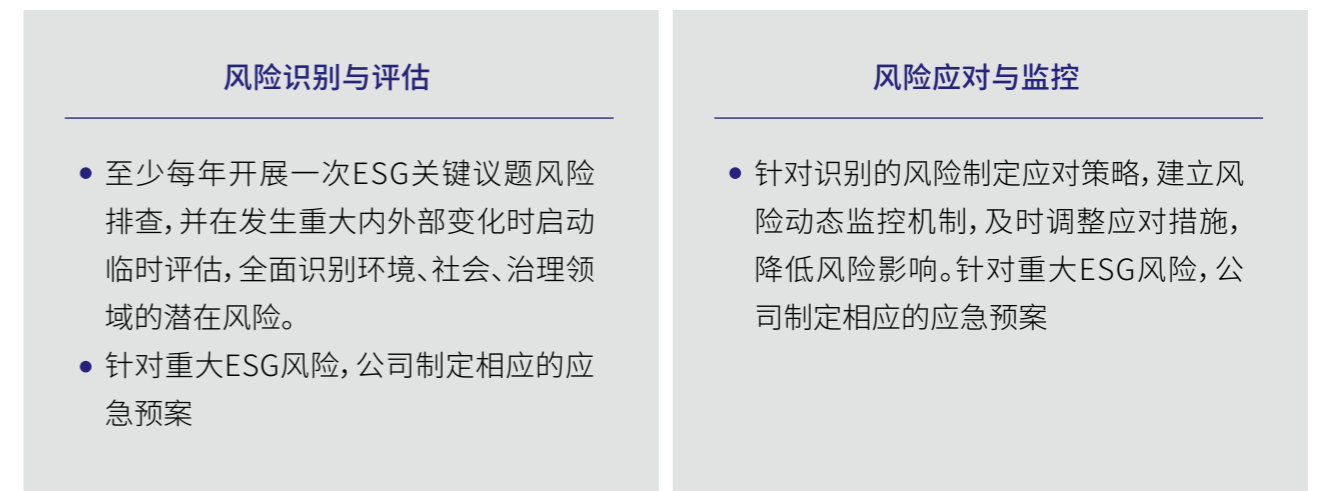 风险识别与评估
• 至少每年开展一次ESG关键议题风险
排查，并在发生重大内外部变化时启动
临时评估，全面识别环境、社会、治理领
域的潜在风险。
• 针对重大ESG风险，公司制定相应的应
急预案
风险应对与监控
• 针对识别的风险制定应对策略，建立风
险动态监控机制，及时调整应对措施，
降低风险影响。针对重大ESG风险，公
司制定相应的应急预案